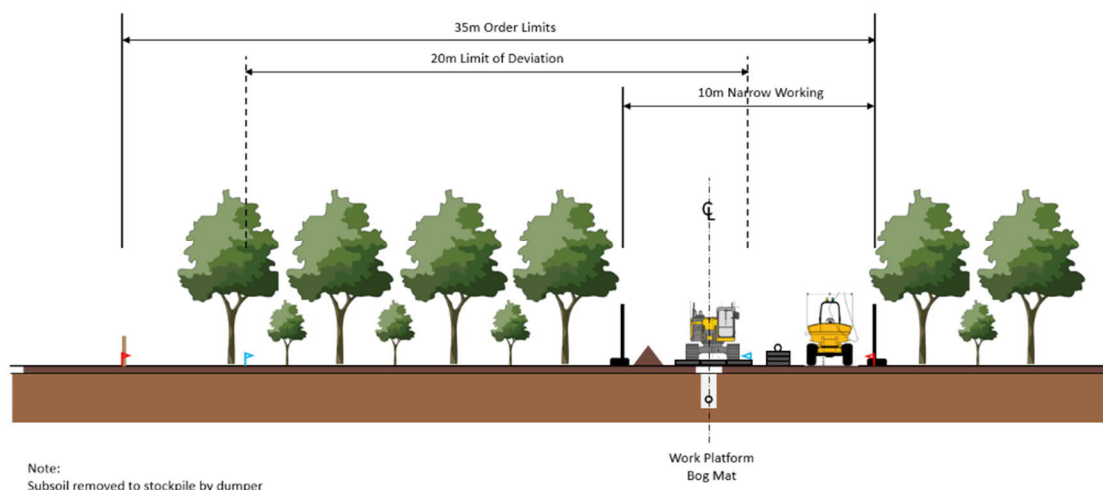 35m Order Limits
20m Limit of Deviation
10m Narrow Working
℄
Work Platform
Bog Mat
Note:
Subsoil removed to stockpile by dumper